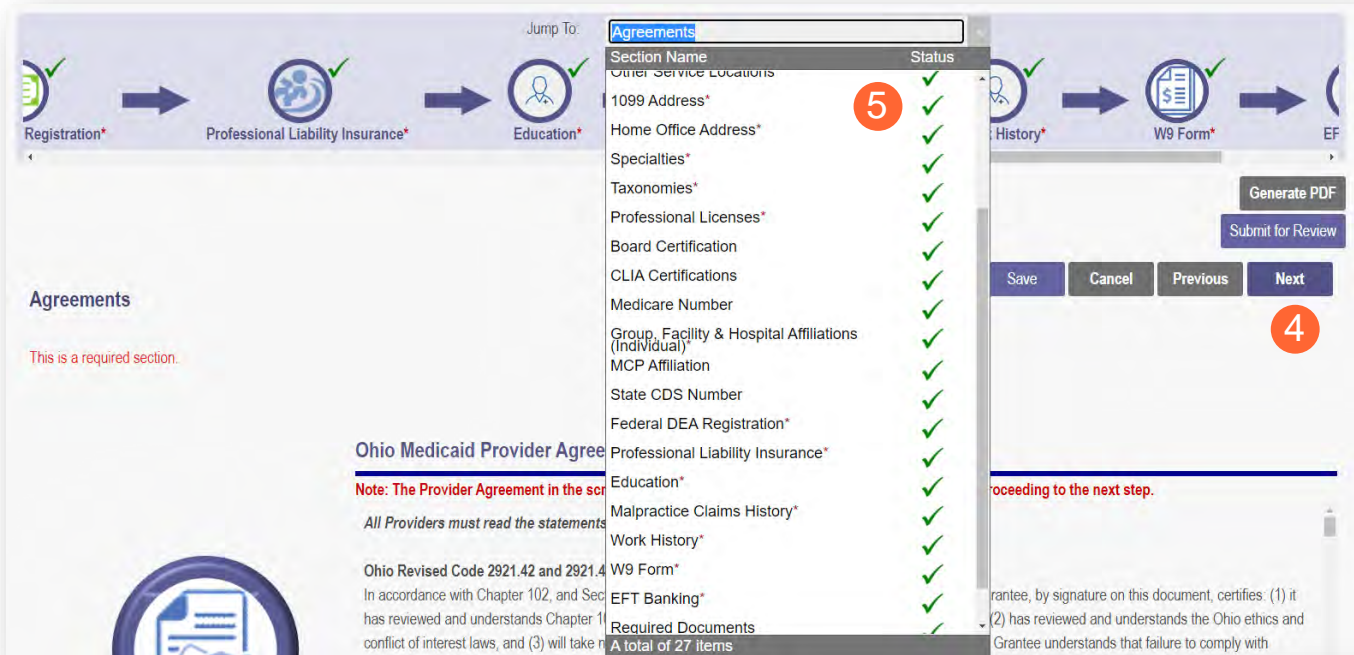 Jump To:
Agreements
Section Name Status
Registration*
Professional Liability Insurance*
Education*
History*
W9 Form*
EF
Other Service Locations
1099 Address*
5
Home Office Address*
Specialties*
Taxonomies*
Professional Licenses*
Board Certification
CLIA Certifications
Medicare Number
Group, Facility & Hospital Affiliations
(Individual)*
MCP Affiliation
State CDS Number
Federal DEA Registration*
Professional Liability Insurance*
Education*
Malpractice Claims History*
Work History*
W9 Form*
EFT Banking*
Required Documents
A total of 27 items
Generate PDF
Submit for Review
Save Cancel Previous Next
4
Agreements
This is a required section.
Ohio Medicaid Provider Agree
Note: The Provider Agreement in the scr
oceeding to the next step.
All Providers must read the statements
Ohio Revised Code 2921.42 and 2921.4
In accordance with Chapter 102, and Sec
rantee, by signature on this document, certifies: (1) it
has reviewed and understands Chapter 1
(2) has reviewed and understands the Ohio ethics and
conflict of interest laws, and (3) will take n
Grantee understands that failure to comply with